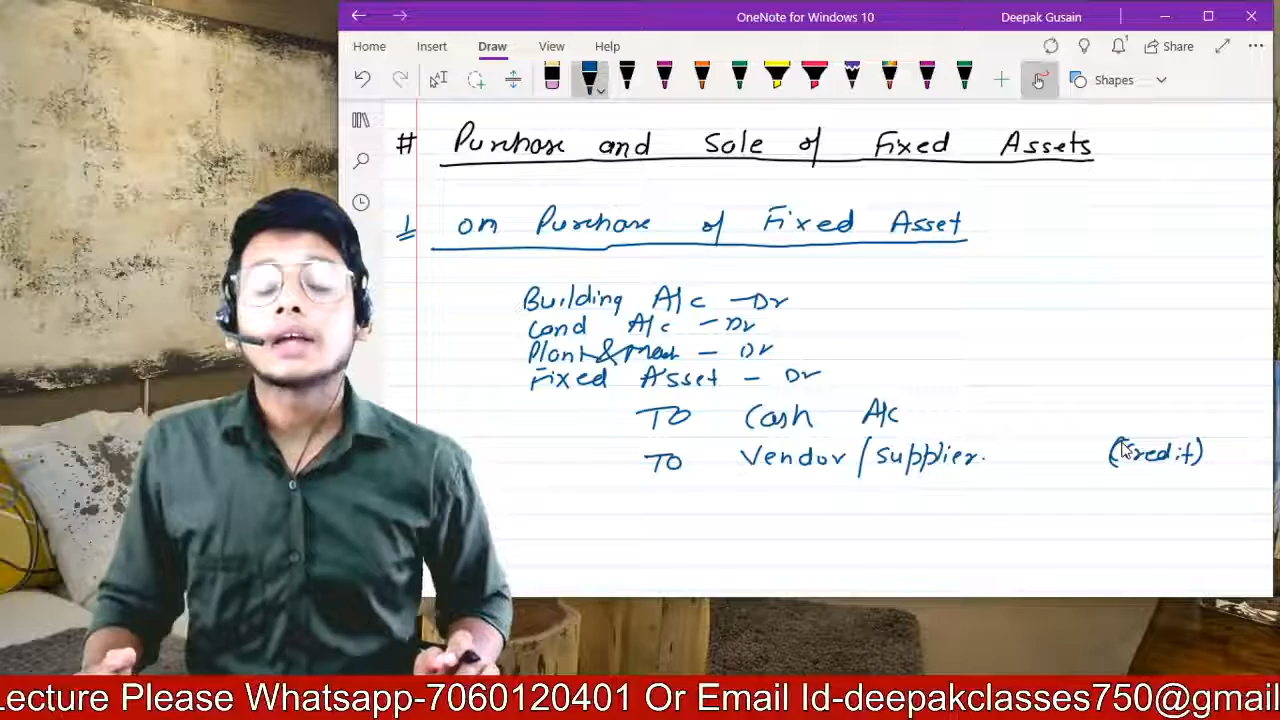 OneNote for Windows 10
Deepak Gusain
Home Insert Draw View Help
Share
Shapes
# Purchase and Sale of Fixed Assets
1 on Purchase of Fixed Asset
Building A/c - Dr
Land A/c - Dr
Plant & Mach - Dr
Fixed Asset - Dr
To Cash A/c
To Vendor / Supplier. (Credit)
Lecture Please Whatsapp-7060120401 Or Email Id-deepakclasses750@gmail